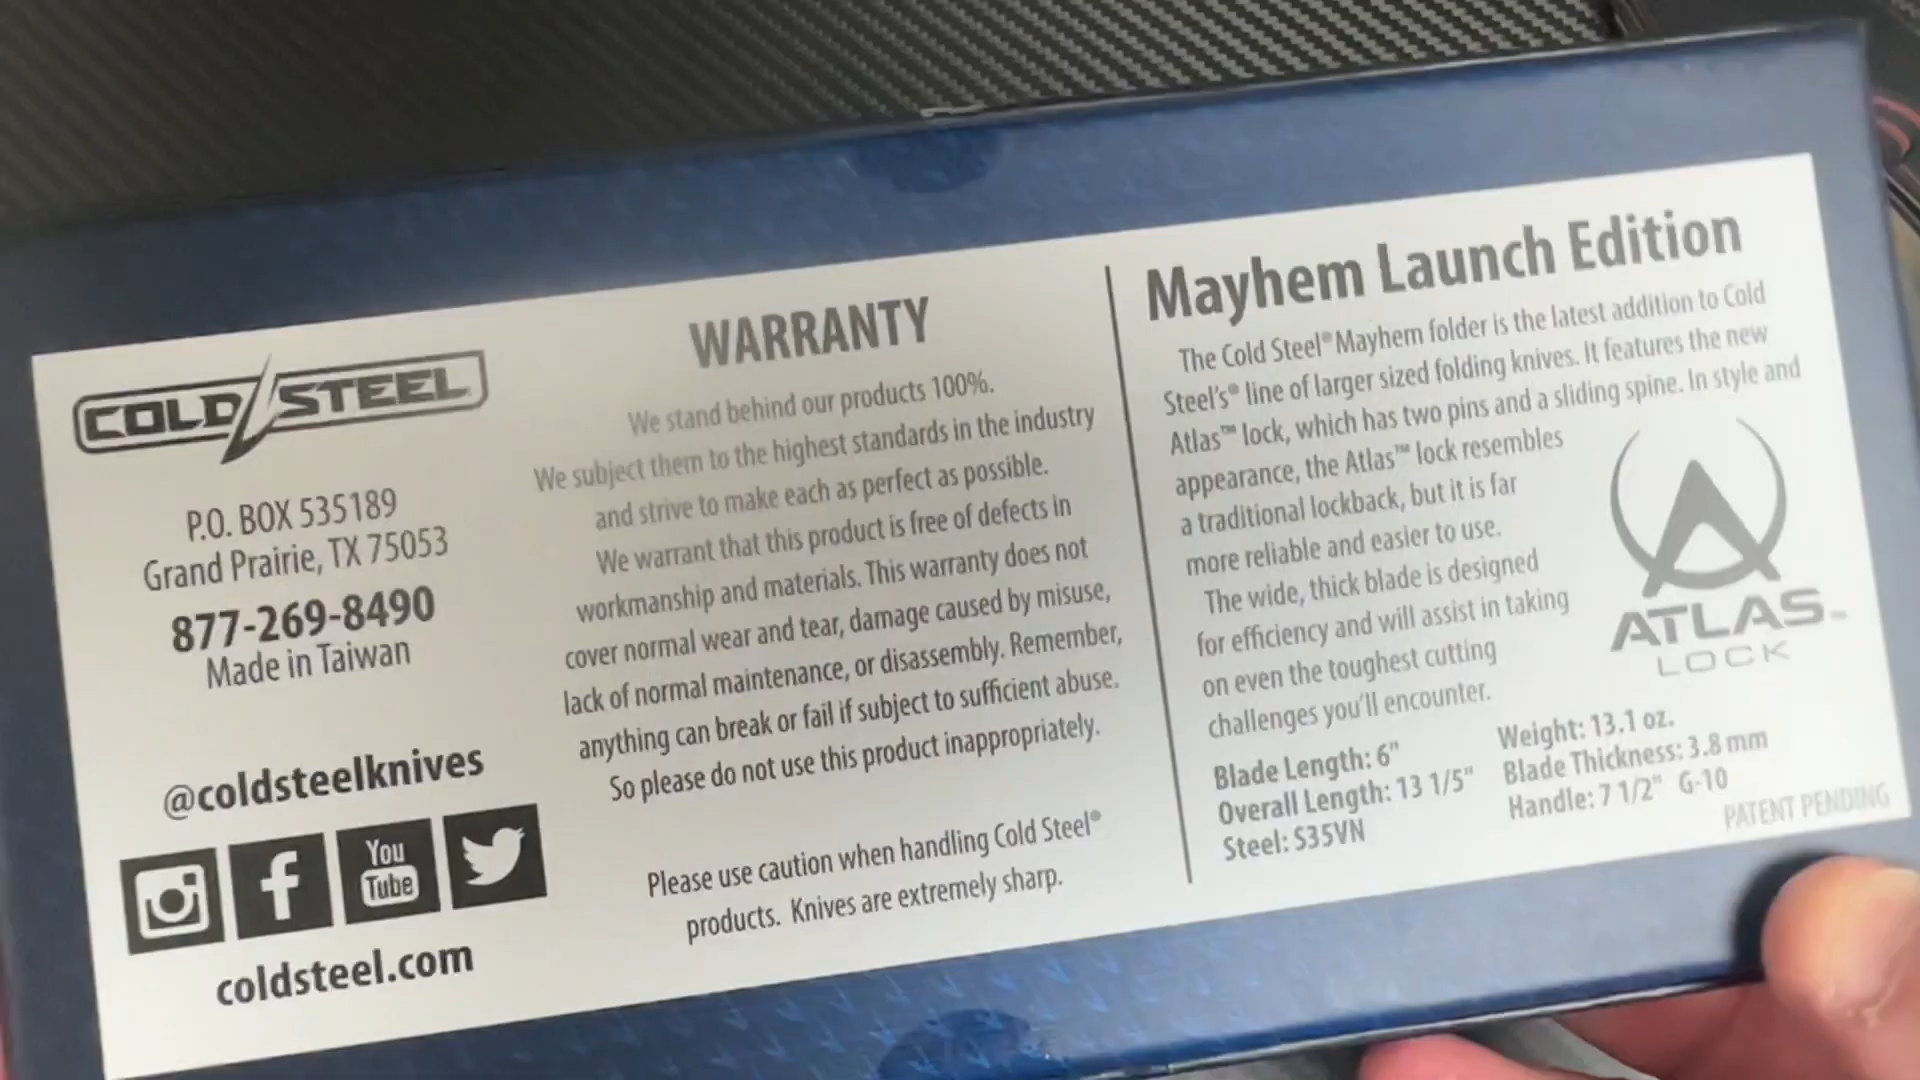 COLD STEEL
P.O. BOX 535189
Grand Prairie, TX 75053
877-269-8490
Made in Taiwan
@coldsteelknives
f
You
Tube
coldsteel.com
WARRANTY
We stand behind our products 100%.
We subject them to the highest standards in the industry
and strive to make each as perfect as possible.
We warrant that this product is free of defects in
workmanship and materials. This warranty does not
cover normal wear and tear, damage caused by misuse,
lack of normal maintenance, or disassembly. Remember,
anything can break or fail if subject to sufficient abuse.
So please do not use this product inappropriately.
Please use caution when handling Cold Steel®
products. Knives are extremely sharp.
Mayhem Launch Edition
The Cold Steel® Mayhem folder is the latest addition to Cold
Steel's® line of larger sized folding knives. It features the new
Atlas™ lock, which has two pins and a sliding spine. In style and
appearance, the Atlas™ lock resembles
a traditional lockback, but it is far
more reliable and easier to use.
The wide, thick blade is designed
for efficiency and will assist in taking
on even the toughest cutting
challenges you'll encounter.
ATLAS™
LOCK
Blade Length: 6"
Overall Length: 13 1/5"
Steel: S35VN
Weight: 13.1 oz.
Blade Thickness: 3.8 mm
Handle: 7 1/2" G-10
PATENT PENDING